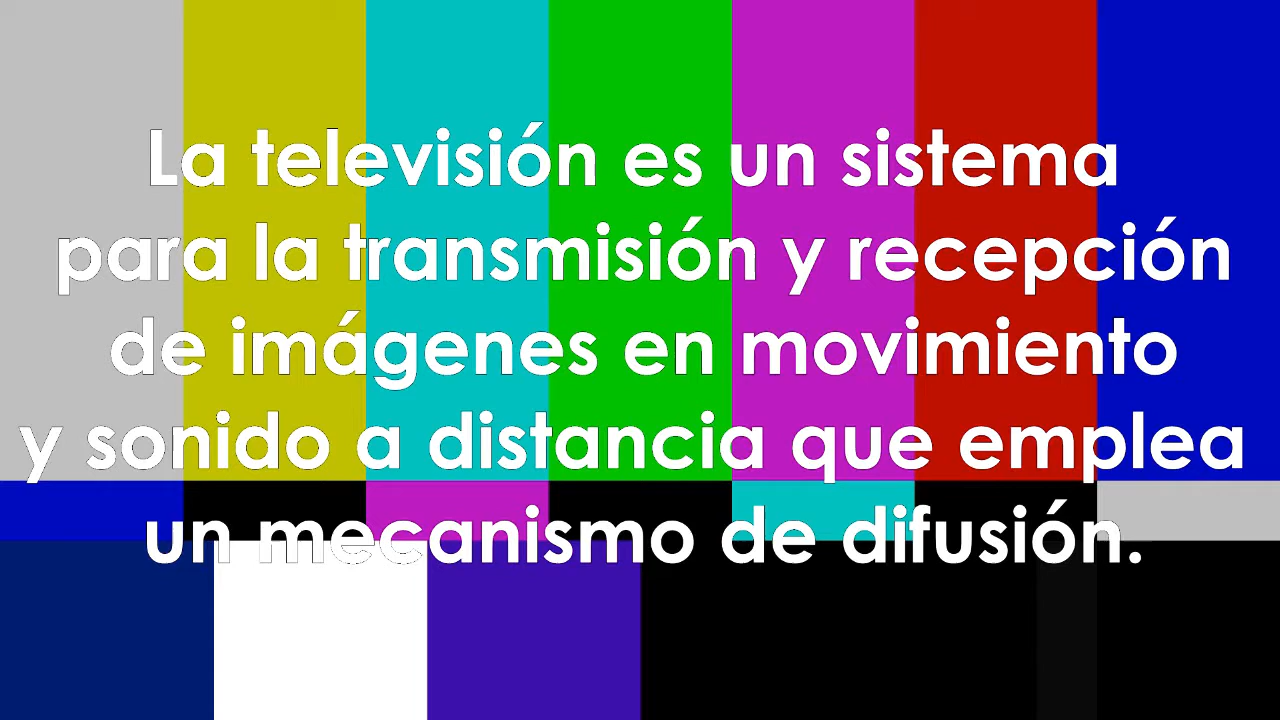 La televisión es un sistema
para la transmisión y recepción
de imágenes en movimiento
y sonido a distancia que emplea
un mecanismo de difusión.